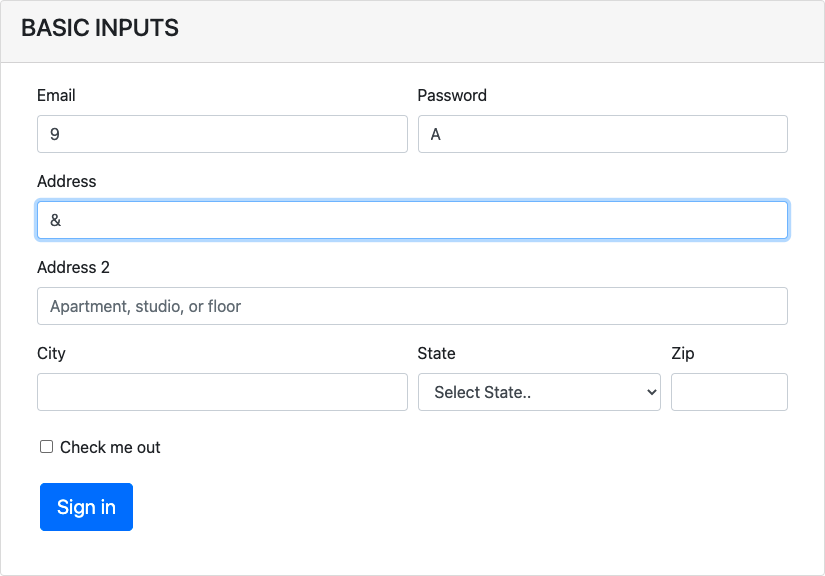 BASIC INPUTS
Email Password
9 A
Address
&
Address 2
Apartment, studio, or floor
City State Zip
Select State..
Check me out
Sign in